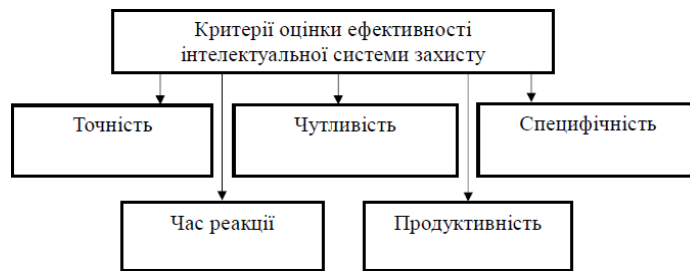 Критерії оцінки ефективності
інтелектуальної системи захисту
Точність
Чутливість
Специфічність
Час реакції
Продуктивність